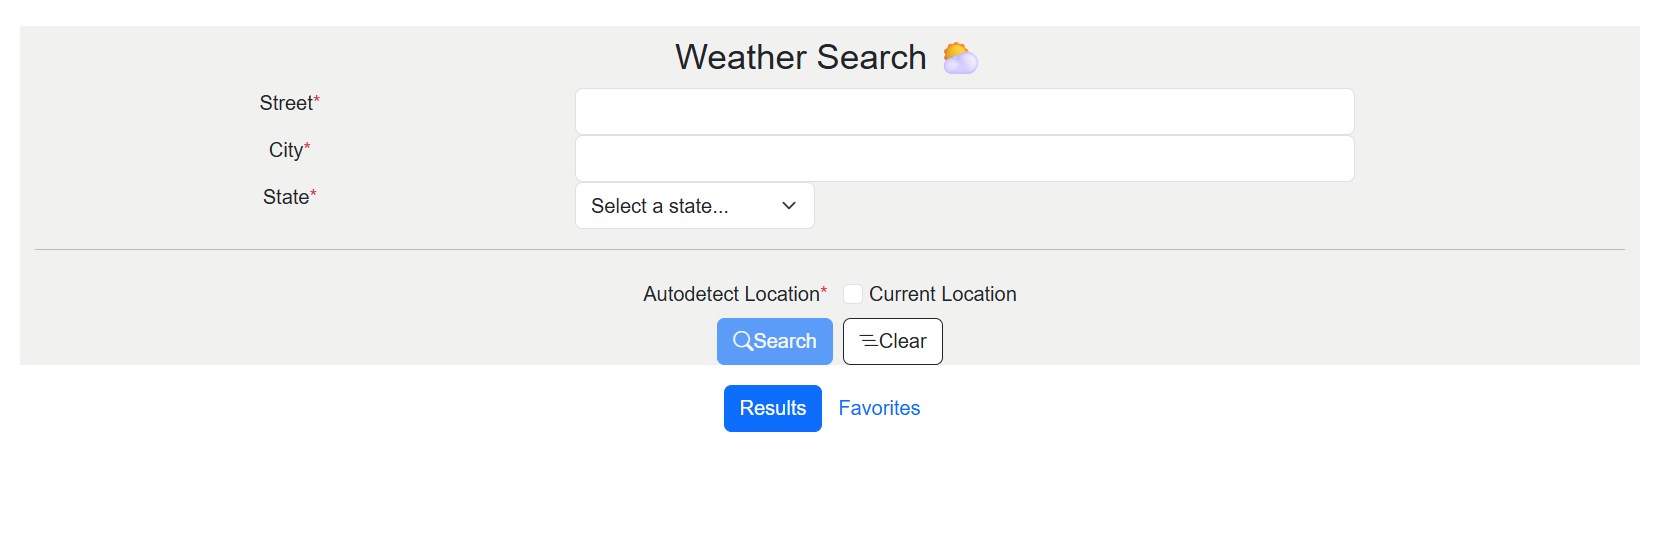 Weather Search
Street*
City*
State* Select a state...
Autodetect Location* Current Location
Search Clear
Results Favorites